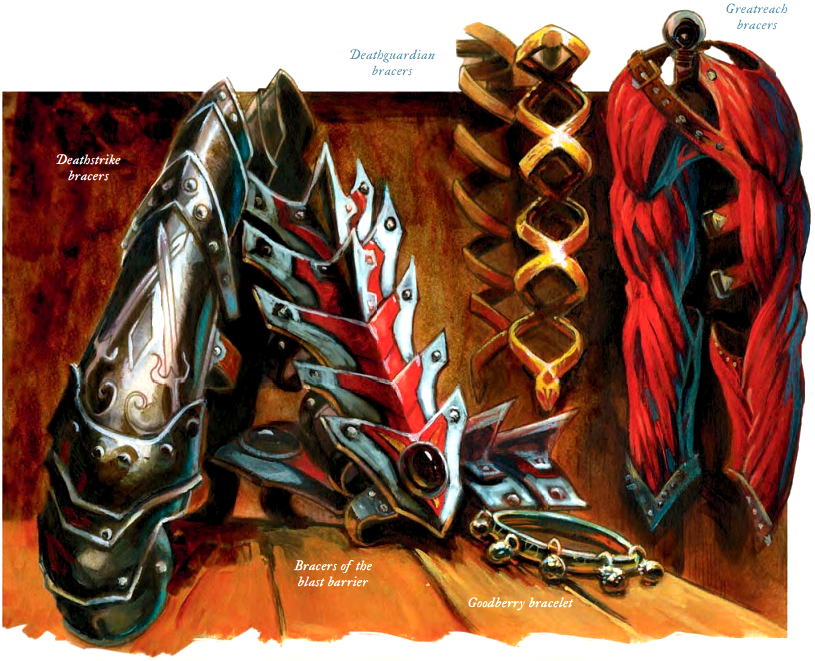 Greatreach
bracers
Deathguardian
bracers
Deathstrike
bracers
Bracers of the
blast barrier
Goodberry bracelet